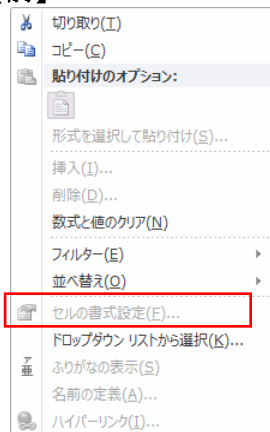 切り取り(T)
コピー(C)
貼り付けのオプション:
形式を選択して貼り付け(S)...
挿入(I)...
削除(D)...
数式と値のクリア(N)
フィルター(E)
並べ替え(O)
セルの書式設定(F)...
ドロップダウン リストから選択(K)...
ア亜 ふりがなの表示(S)
名前の定義(A)...
ハイパーリンク(I)...